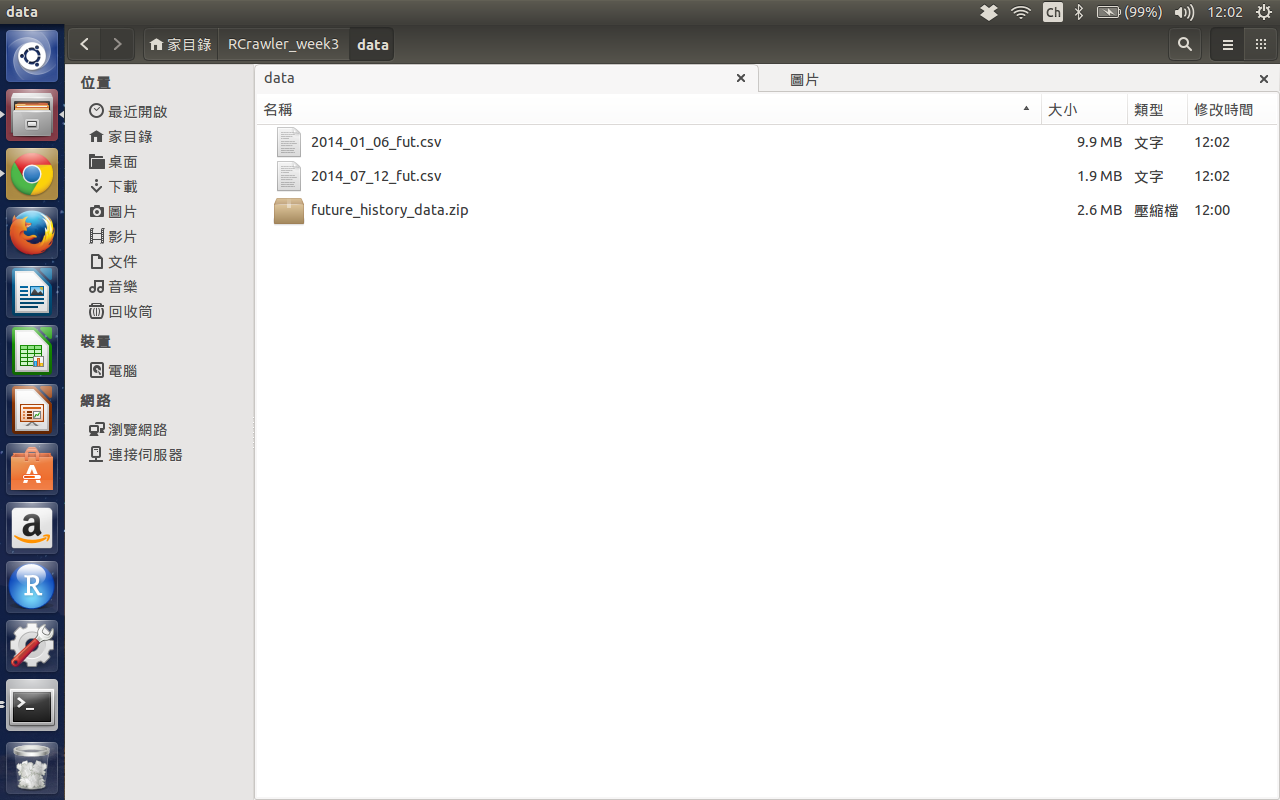 data
Ch
(99%)
12:02
家目錄
RCrawler_week3
data
位置
最近開啟
家目錄
桌面
下載
圖片
影片
文件
音樂
回收筒
裝置
電腦
網路
瀏覽網路
連接伺服器
data
圖片
名稱 大小 類型 修改時間
2014_01_06_fut.csv 9.9 MB 文字 12:02
2014_07_12_fut.csv 1.9 MB 文字 12:02
future_history_data.zip 2.6 MB 壓縮檔 12:00
A
a
R
>_